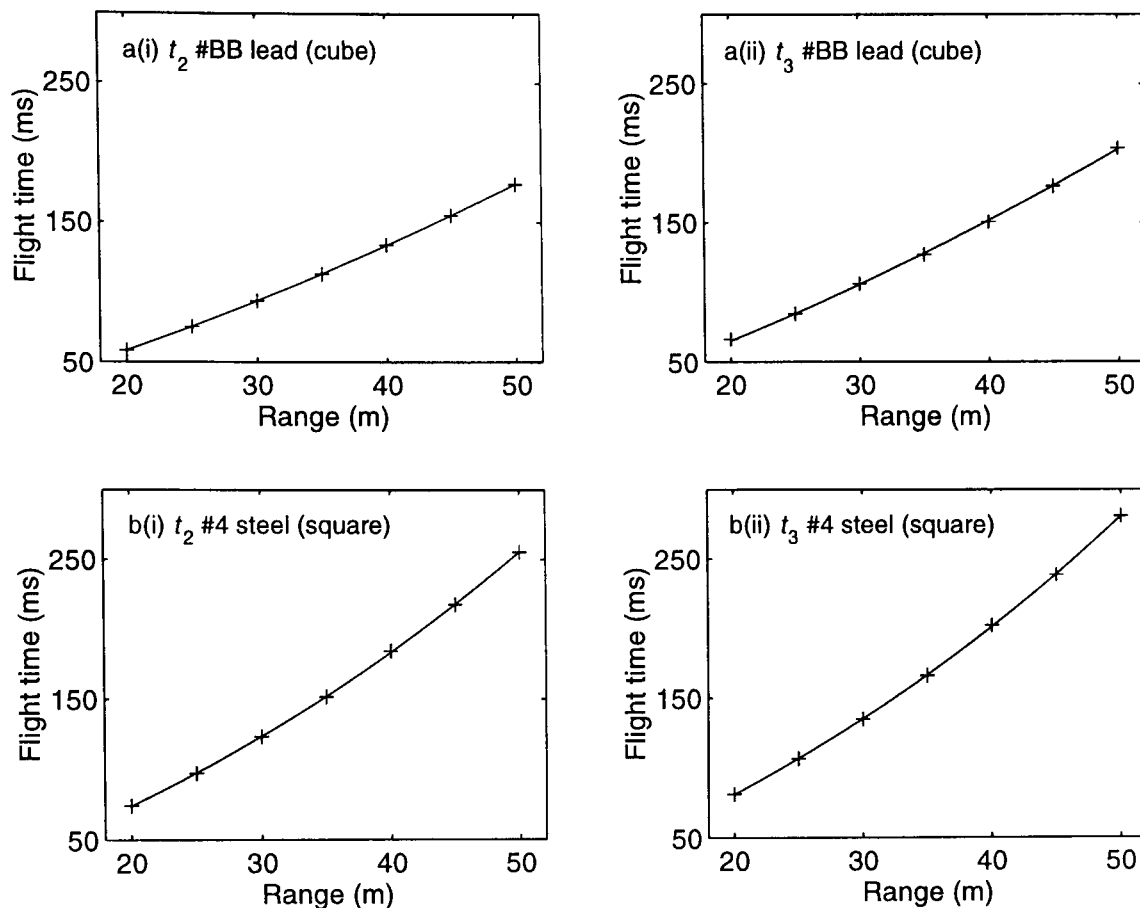 a(i) t2 #BB lead (cube)
250
150
50
Flight time (ms)
20 30 40 50
Range (m)
a(ii) t3 #BB lead (cube)
250
150
50
Flight time (ms)
20 30 40 50
Range (m)
b(i) t2 #4 steel (square)
250
150
50
Flight time (ms)
20 30 40 50
Range (m)
b(ii) t3 #4 steel (square)
250
150
50
Flight time (ms)
20 30 40 50
Range (m)